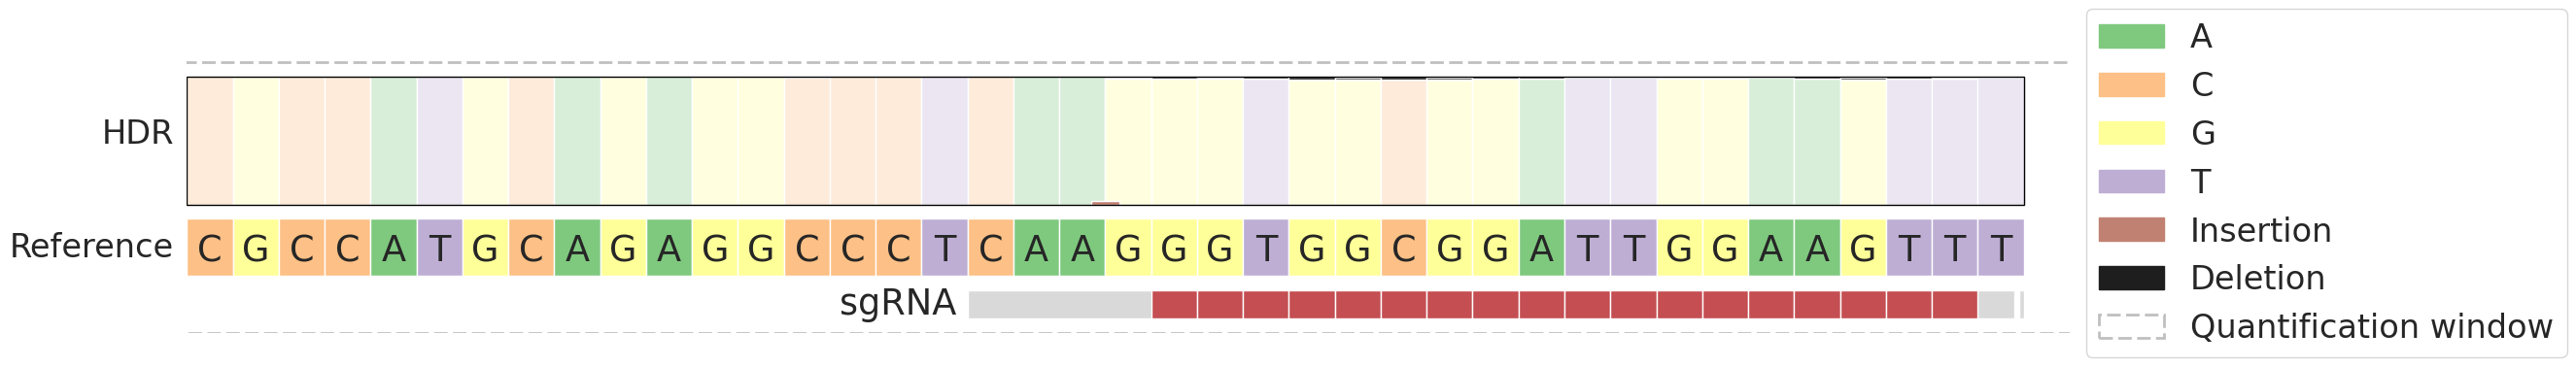 HDR
Reference C G C C A T G C A G A G G C C C T C A A G G G T G G C G G A T T G G A A G T T T
sgRNA
A
C
G
T
Insertion
Deletion
Quantification window